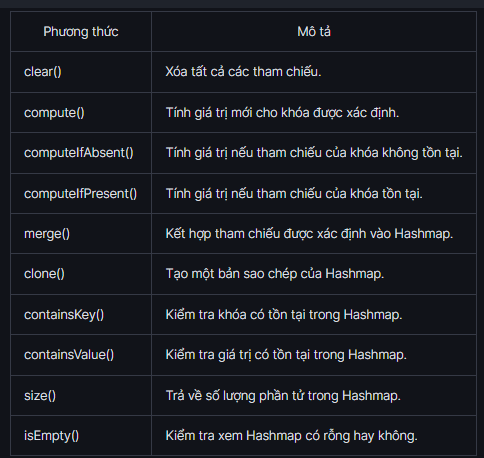 Phương thức Mô tả
clear() Xóa tất cả các tham chiếu.
compute() Tính giá trị mới cho khóa được xác định.
computeIfAbsent() Tính giá trị nếu tham chiếu của khóa không tồn tại.
computeIfPresent() Tính giá trị nếu tham chiếu của khóa tồn tại.
merge() Kết hợp tham chiếu được xác định vào Hashmap.
clone() Tạo một bản sao chép của Hashmap.
containsKey() Kiểm tra khóa có tồn tại trong Hashmap.
containsValue() Kiểm tra giá trị có tồn tại trong Hashmap.
size() Trả về số lượng phần tử trong Hashmap.
isEmpty() Kiểm tra xem Hashmap có rỗng hay không.